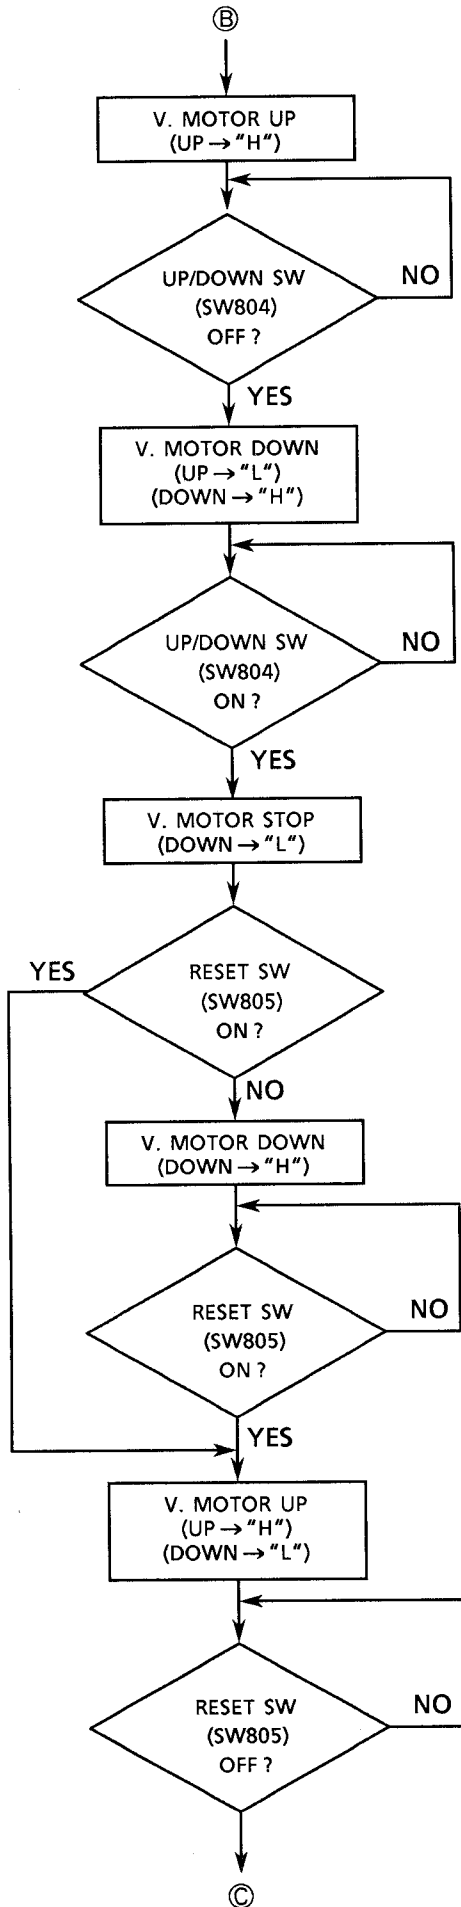 Ⓑ
V. MOTOR UP
(UP → "H")
UP/DOWN SW
(SW804)
OFF ?
NO
YES
V. MOTOR DOWN
(UP → "L")
(DOWN → "H")
UP/DOWN SW
(SW804)
ON ?
NO
YES
V. MOTOR STOP
(DOWN → "L")
YES
RESET SW
(SW805)
ON ?
NO
V. MOTOR DOWN
(DOWN → "H")
RESET SW
(SW805)
ON ?
NO
YES
V. MOTOR UP
(UP → "H")
(DOWN → "L")
RESET SW
(SW805)
OFF ?
NO
Ⓒ